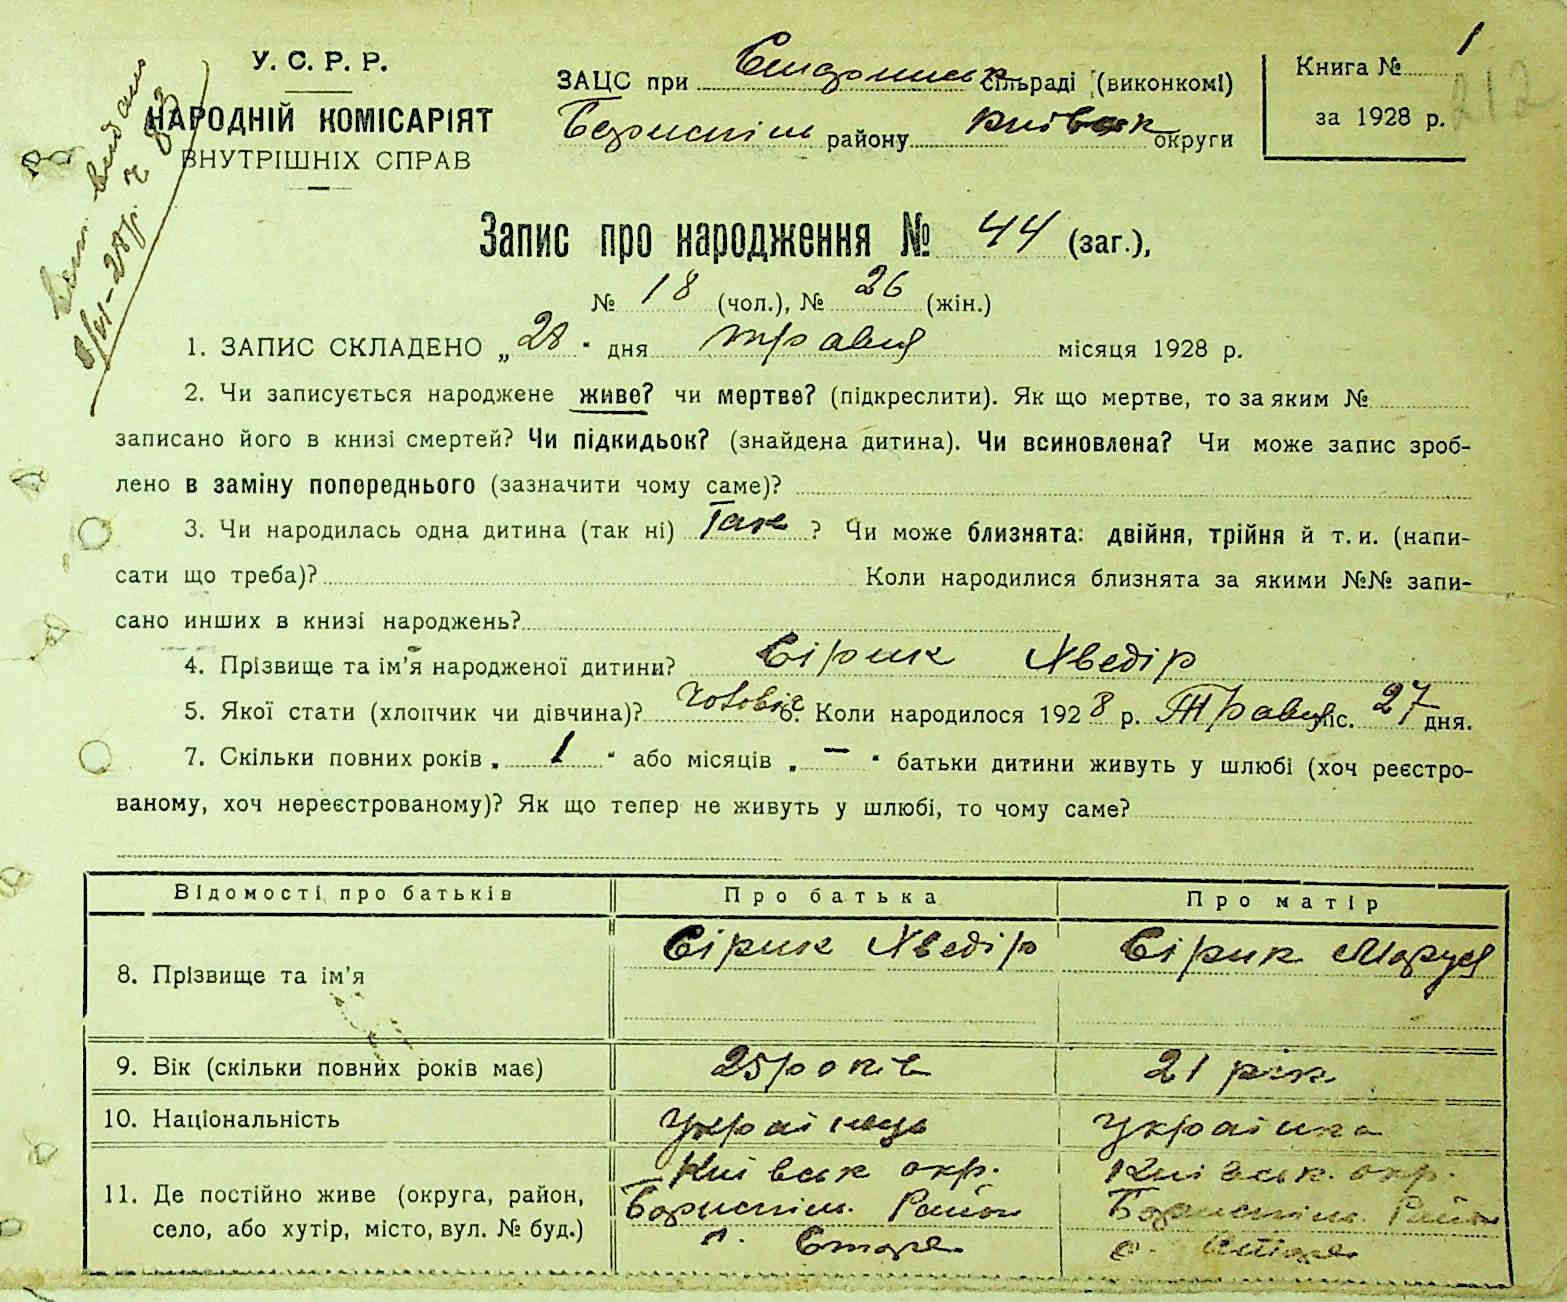 У. С. Р. Р.
НАРОДНІЙ КОМІСАРІЯТ
ВНУТРІШНІХ СПРАВ
ЗАЦС при сільраді (виконкомі)
Бориспіль району Київськ округи
Книга № 1
за 1928 р.
212
Запис про народження № 44 (заг.),
№ 18 (чол.), № 26 (жін.)
1. ЗАПИС СКЛАДЕНО „28" дня травня місяця 1928 р.
2. Чи записується народжене живе? чи мертве? (підкреслити). Як що мертве, то за яким №
записано його в книзі смертей? Чи підкидьок? (знайдена дитина). Чи всиновлена? Чи може запис зроб-
лено в заміну попереднього (зазначити чому саме)?
3. Чи народилась одна дитина (так ні) Так ? Чи може близнята: двійня, трійня й т. и. (напи-
сати що треба)? Коли народилися близнята за якими №№ запи-
сано инших в книзі народжень?
4. Прізвище та ім'я народженої дитини? Сірик Хведір
5. Якої стати (хлопчик чи дівчина)? 6. Коли народилося 1928 р. Травня міс. 27 дня.
7. Скільки повних років „ 1 " або місяців „ — " батьки дитини живуть у шлюбі (хоч реєстро-
ваному, хоч нереєстрованому)? Як що тепер не живуть у шлюбі, то чому саме?
Відомості про батьків Про батька Про матір
8. Прізвище та ім'я Сірик Хведір Сірик Маруся
9. Вік (скільки повних років має) 25 років 21 рік
10. Національність Українець Українка
11. Де постійно живе (округа, район, село, або хутір, місто, вул. № буд.) Київськ окр. Київськ. окр.
Бориспіль. Район Бориспіль. Район
с. Старе с. Старе